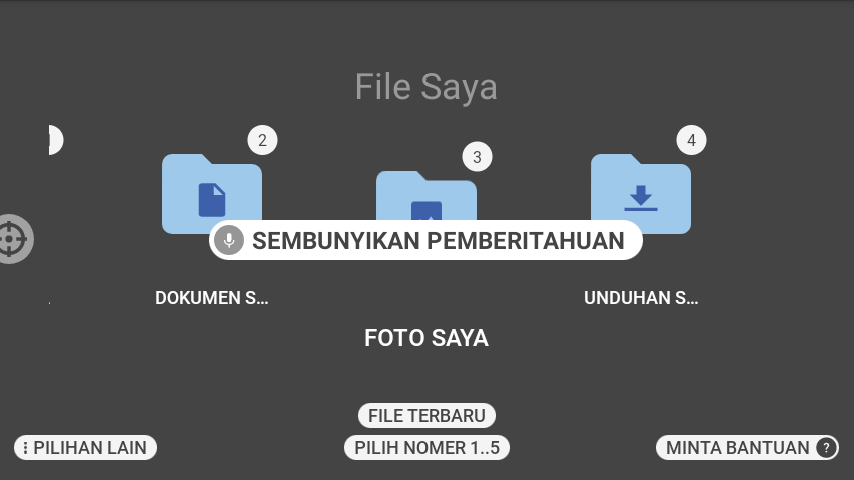 File Saya
2
3
4
SEMBUNYIKAN PEMBERITAHUAN
DOKUMEN S...
UNDUHAN S...
FOTO SAYA
FILE TERBARU
PILIHAN LAIN
PILIH NOMER 1..5
MINTA BANTUAN ?